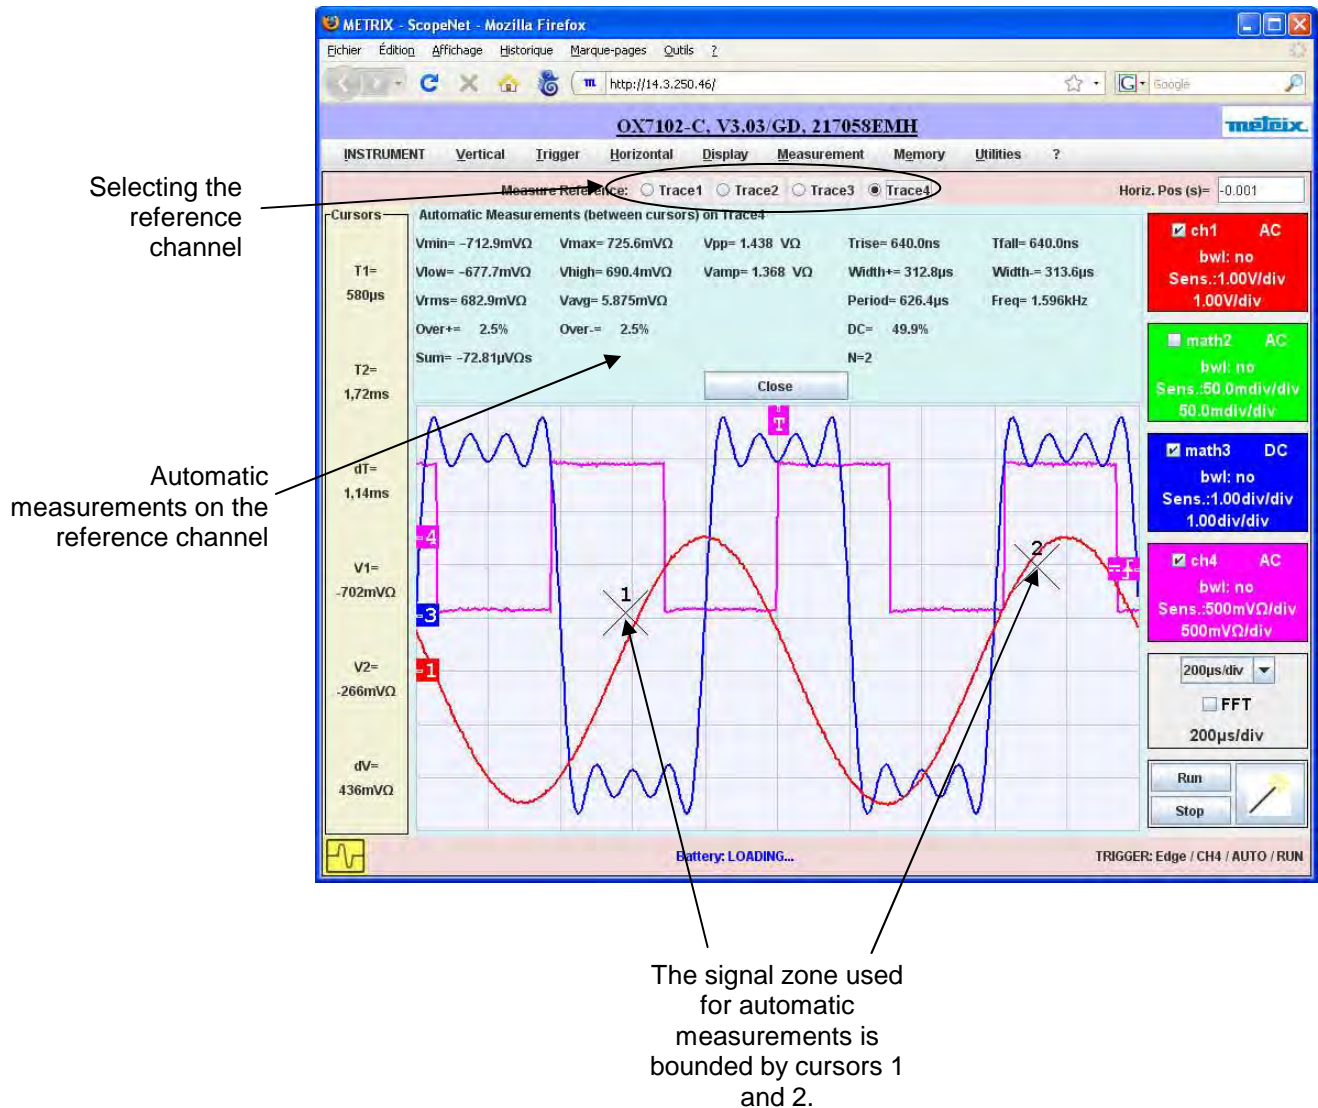 METRIX - ScopeNet - Mozilla Firefox
Fichier Édition Affichage Historique Marque-pages Outils ?
m http://14.3.250.46/ G Google
OX7102-C, V3.03/GD, 217058EMH
metrix
INSTRUMENT Vertical Trigger Horizontal Display Measurement Memory Utilities ?
Selecting the
reference
channel
Measure Reference: Trace1 Trace2 Trace3 Trace4 Horiz. Pos (s)= -0.001
Cursors
T1=
580µs
T2=
1,72ms
dT=
1,14ms
V1=
-702mVΩ
V2=
-266mVΩ
dV=
436mVΩ
Automatic Measurements (between cursors) on Trace4
Vmin= -712.9mVΩ Vmax= 725.6mVΩ Vpp= 1.438 VΩ Trise= 640.0ns Tfall= 640.0ns
Vlow= -677.7mVΩ Vhigh= 690.4mVΩ Vamp= 1.368 VΩ Width+= 312.8µs Width-= 313.6µs
Vrms= 682.9mVΩ Vavg= 5.875mVΩ Period= 626.4µs Freq= 1.596kHz
Over+= 2.5% Over-= 2.5% DC= 49.9%
Sum= -72.81µVΩs N=2
Close
Automatic
measurements on the
reference channel
T
4
3
1
1
2
ch1 AC
bwl: no
Sens.:1.00V/div
1.00V/div
math2 AC
bwl: no
Sens.:50.0mdiv/div
50.0mdiv/div
math3 DC
bwl: no
Sens.:1.00div/div
1.00div/div
ch4 AC
bwl: no
Sens.:500mVΩ/div
500mVΩ/div
200µs/div
FFT
200µs/div
Run
Stop
Battery: LOADING... TRIGGER: Edge / CH4 / AUTO / RUN
The signal zone used
for automatic
measurements is
bounded by cursors 1
and 2.